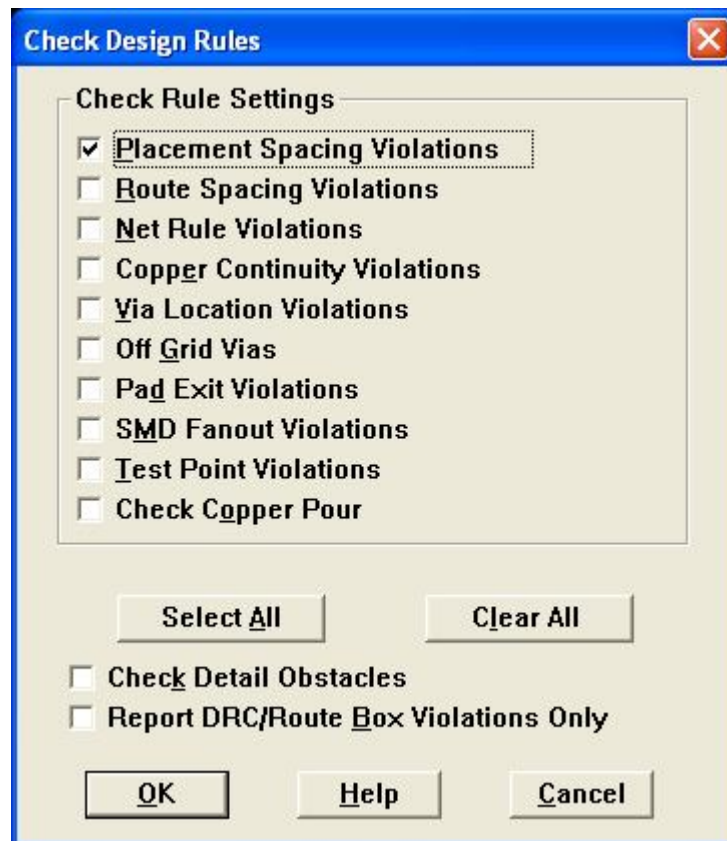 Check Design Rules
Check Rule Settings
Placement Spacing Violations
Route Spacing Violations
Net Rule Violations
Copper Continuity Violations
Via Location Violations
Off Grid Vias
Pad Exit Violations
SMD Fanout Violations
Test Point Violations
Check Copper Pour
Select All Clear All
Check Detail Obstacles
Report DRC/Route Box Violations Only
OK Help Cancel